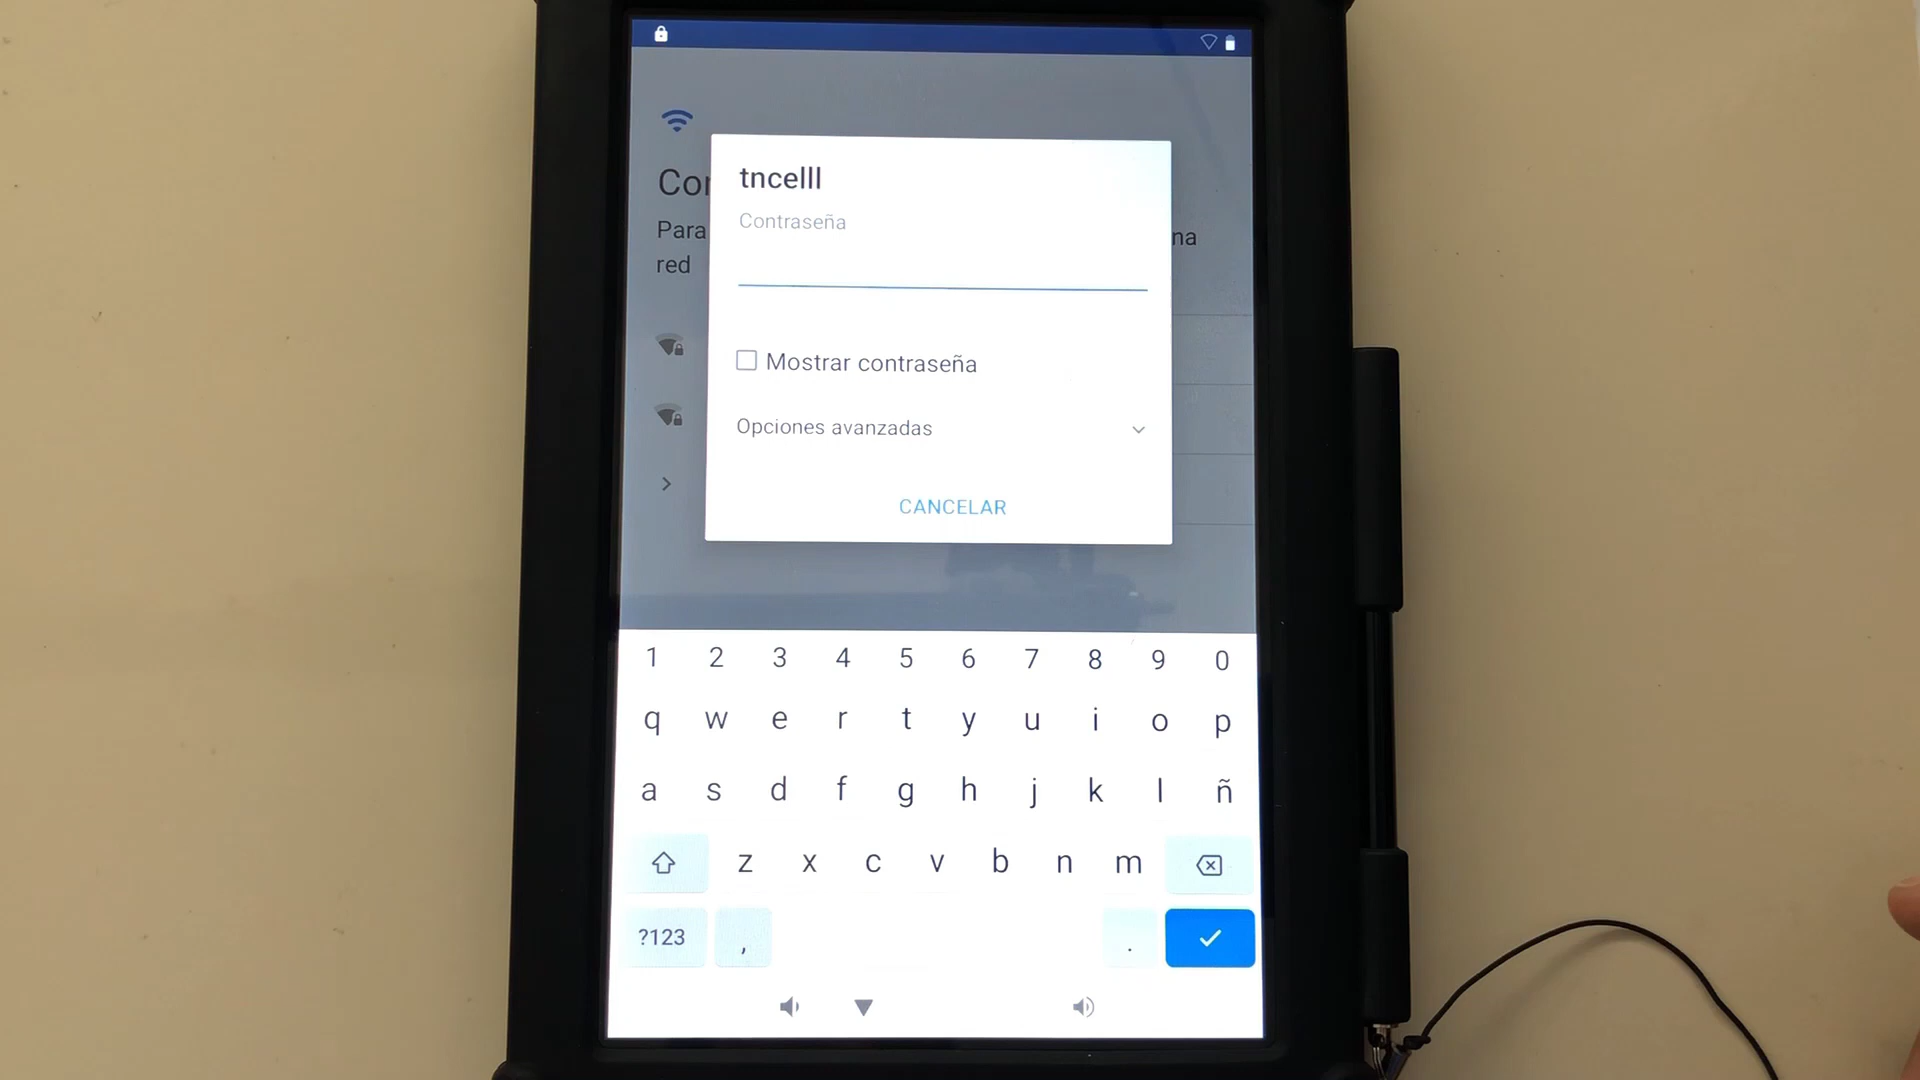 Cor
Para
na
red
tncelll
Contraseña
Mostrar contraseña
Opciones avanzadas
CANCELAR
1 2 3 4 5 6 7 8 9 0
q w e r t y u i o p
a s d f g h j k l ñ
z x c v b n m
?123 , .